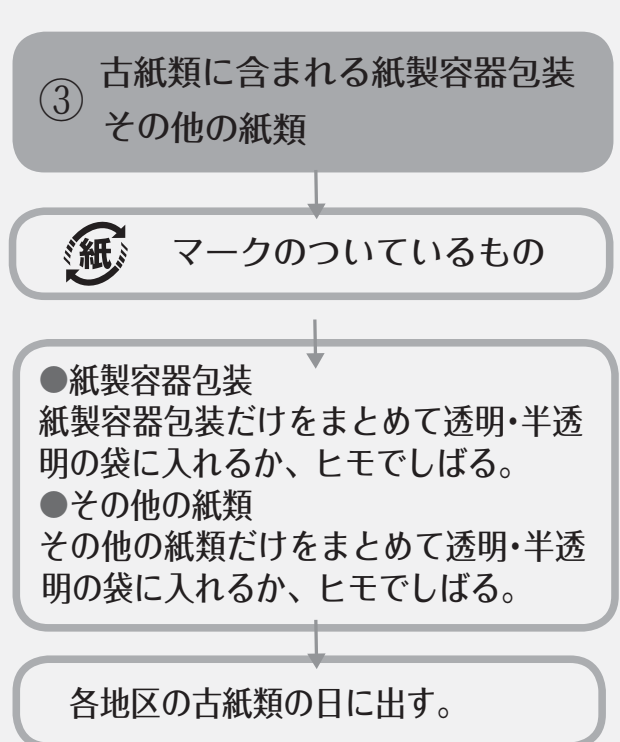 ③
古紙類に含まれる紙製容器包装
その他の紙類
紙 マークのついているもの
●紙製容器包装
紙製容器包装だけをまとめて透明・半透
明の袋に入れるか、ヒモでしばる。
●その他の紙類
その他の紙類だけをまとめて透明・半透
明の袋に入れるか、ヒモでしばる。
各地区の古紙類の日に出す。